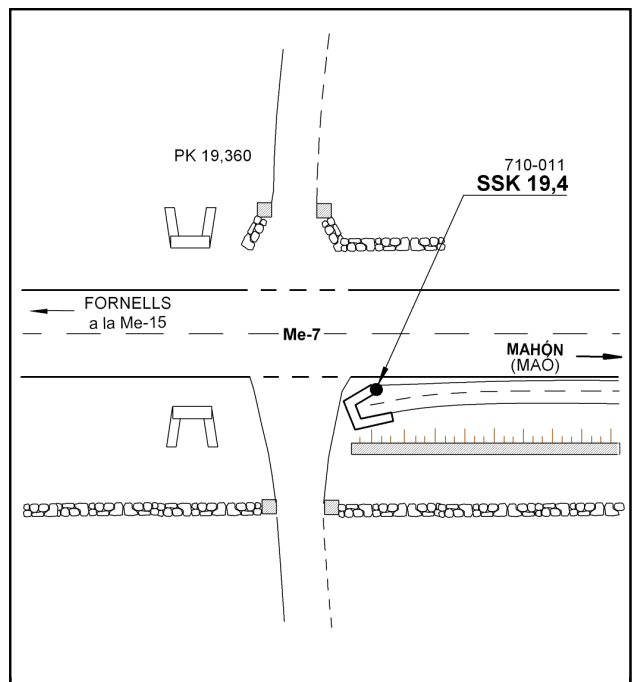 PK 19,360
710-011
SSK 19,4
FORNELLS
a la Me-15
Me-7
MAHÓN
(MAÓ)